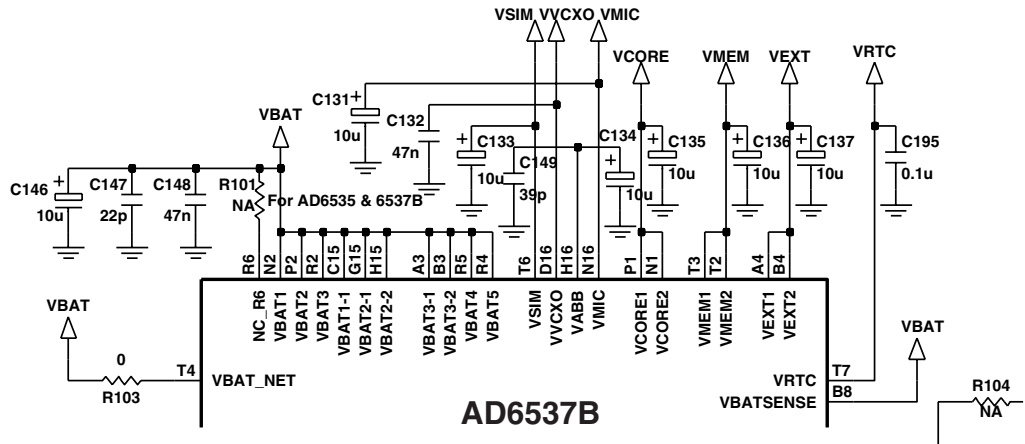 VSIM VVCXO VMIC
VCORE
VMEM
VEXT
VRTC
VBAT
C131
10u
C132
47n
C133
10u
C149
39p
C134
10u
C135
10u
C136
10u
C137
10u
C195
0.1u
C146
10u
C147
22p
C148
47n
R101
NA
For AD6535 & 6537B
R6
N2
P2
R2
C15
G15
H15
A3
B3
R5
R4
T6
D16
H16
N16
P1
N1
T3
T2
A4
B4
NC_R6
VBAT1
VBAT2
VBAT3
VBAT1-1
VBAT2-1
VBAT2-2
VBAT3-1
VBAT3-2
VBAT4
VBAT5
VSIM
VVCXO
VABB
VMIC
VCORE1
VCORE2
VMEM1
VMEM2
VEXT1
VEXT2
VBAT
0
R103
T4
VBAT_NET
VBAT
VRTC
T7
VBATSENSE
B8
R104
NA
AD6537B